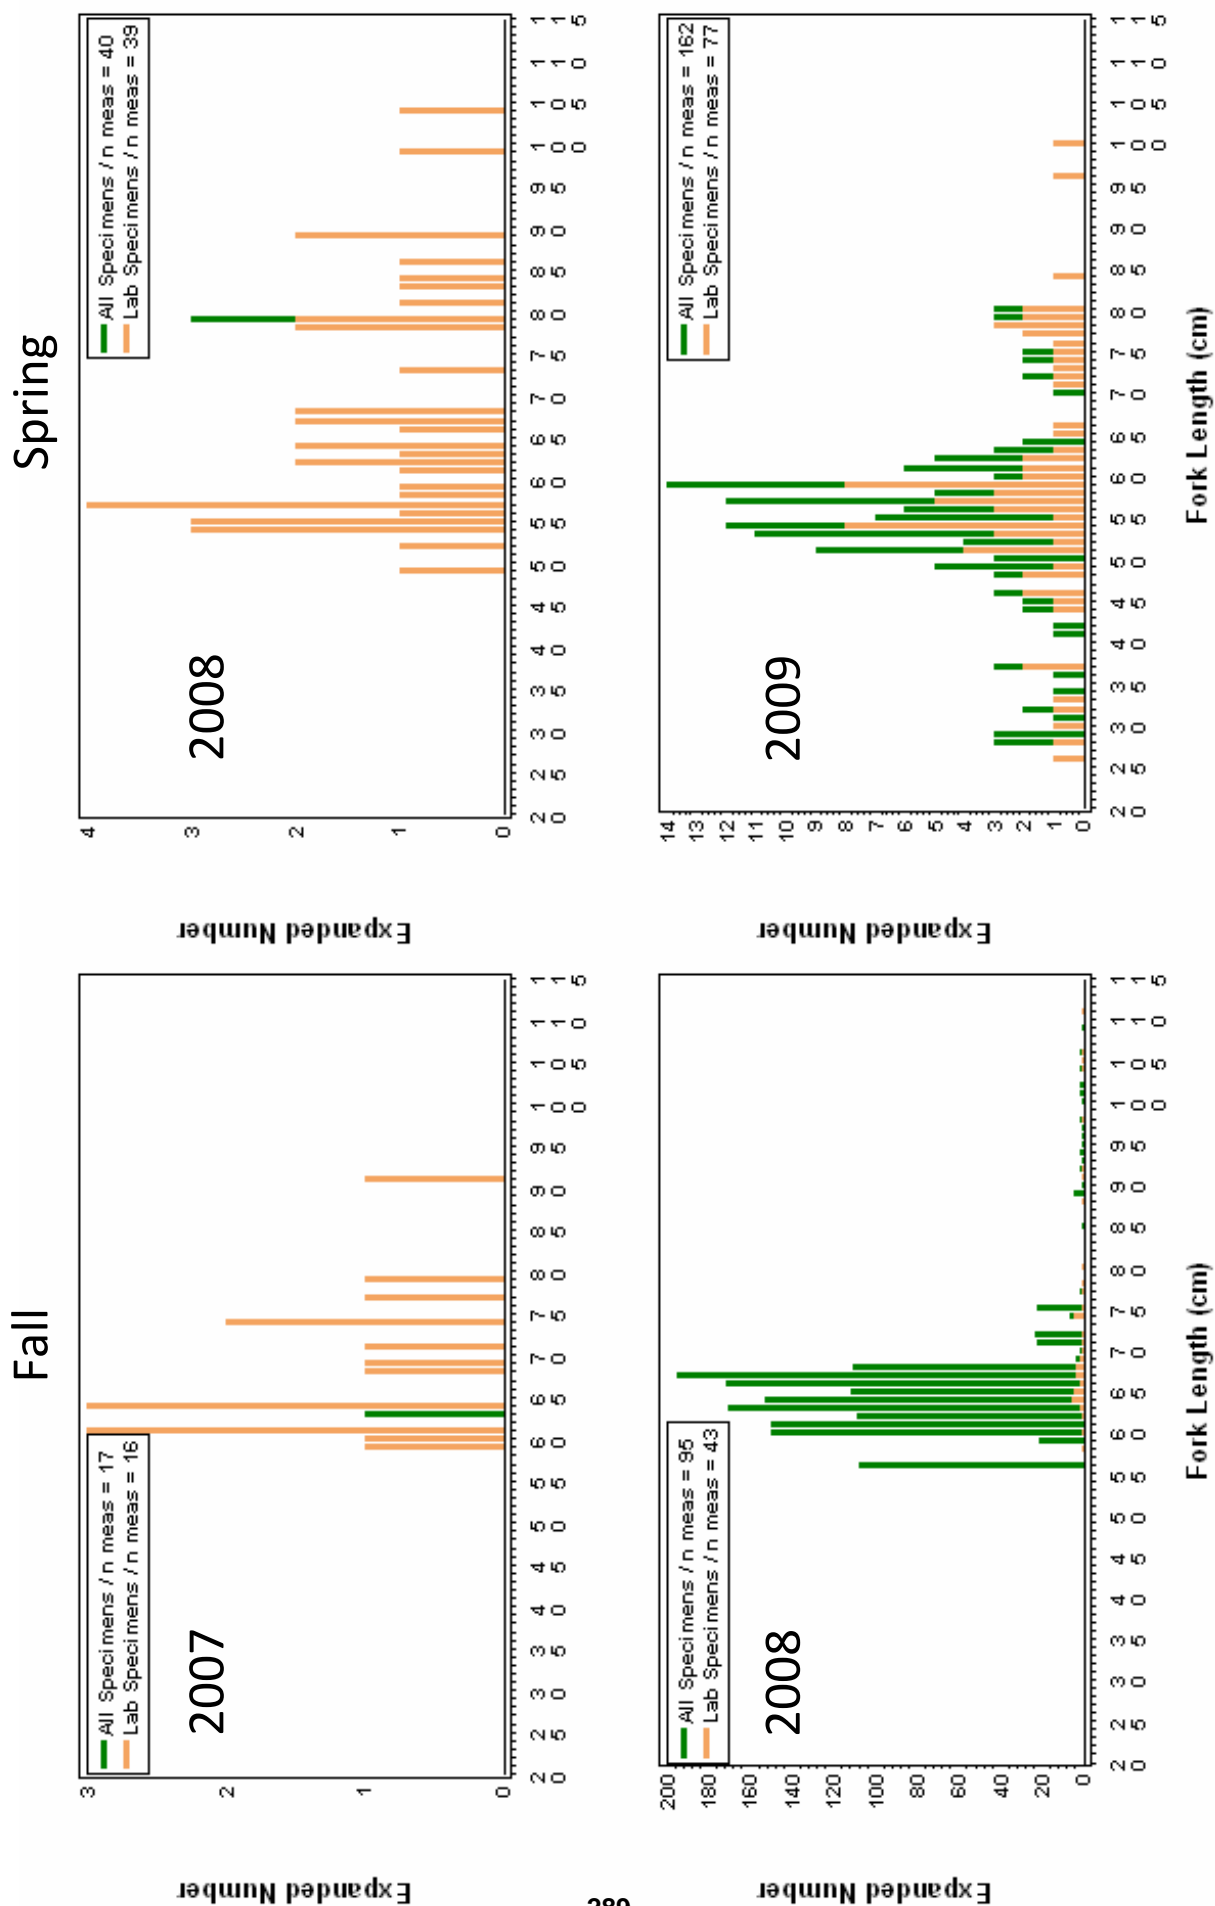 Fall
Expanded Number
3
2
1
0
All Specimens / n meas = 17
Lab Specimens / n meas = 16
2007
20 25 30 35 40 45 50 55 60 65 70 75 80 85 90 95 100 105 110 115
Expanded Number
200
180
160
140
120
100
80
60
40
20
0
All Specimens / n meas = 95
Lab Specimens / n meas = 43
2008
20 25 30 35 40 45 50 55 60 65 70 75 80 85 90 95 100 105 110 115
Fork Length (cm)
Spring
Expanded Number
4
3
2
1
0
All Specimens / n meas = 40
Lab Specimens / n meas = 39
2008
20 25 30 35 40 45 50 55 60 65 70 75 80 85 90 95 100 105 110 115
Expanded Number
14
13
12
11
10
9
8
7
6
5
4
3
2
1
0
All Specimens / n meas = 162
Lab Specimens / n meas = 77
2009
20 25 30 35 40 45 50 55 60 65 70 75 80 85 90 95 100 105 110 115
Fork Length (cm)